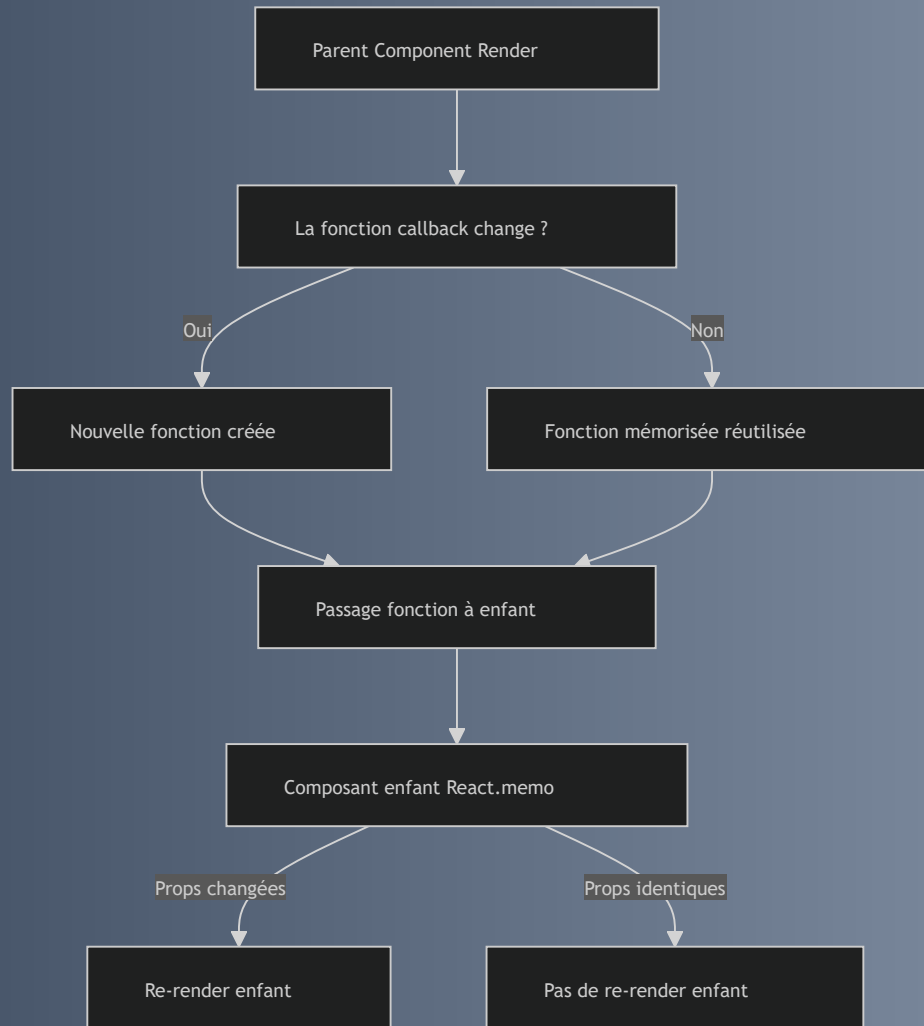 Parent Component Render
La fonction callback change ?
Oui
Non
Nouvelle fonction créée
Fonction mémorisée réutilisée
Passage fonction à enfant
Composant enfant React.memo
Props changées
Props identiques
Re-render enfant
Pas de re-render enfant